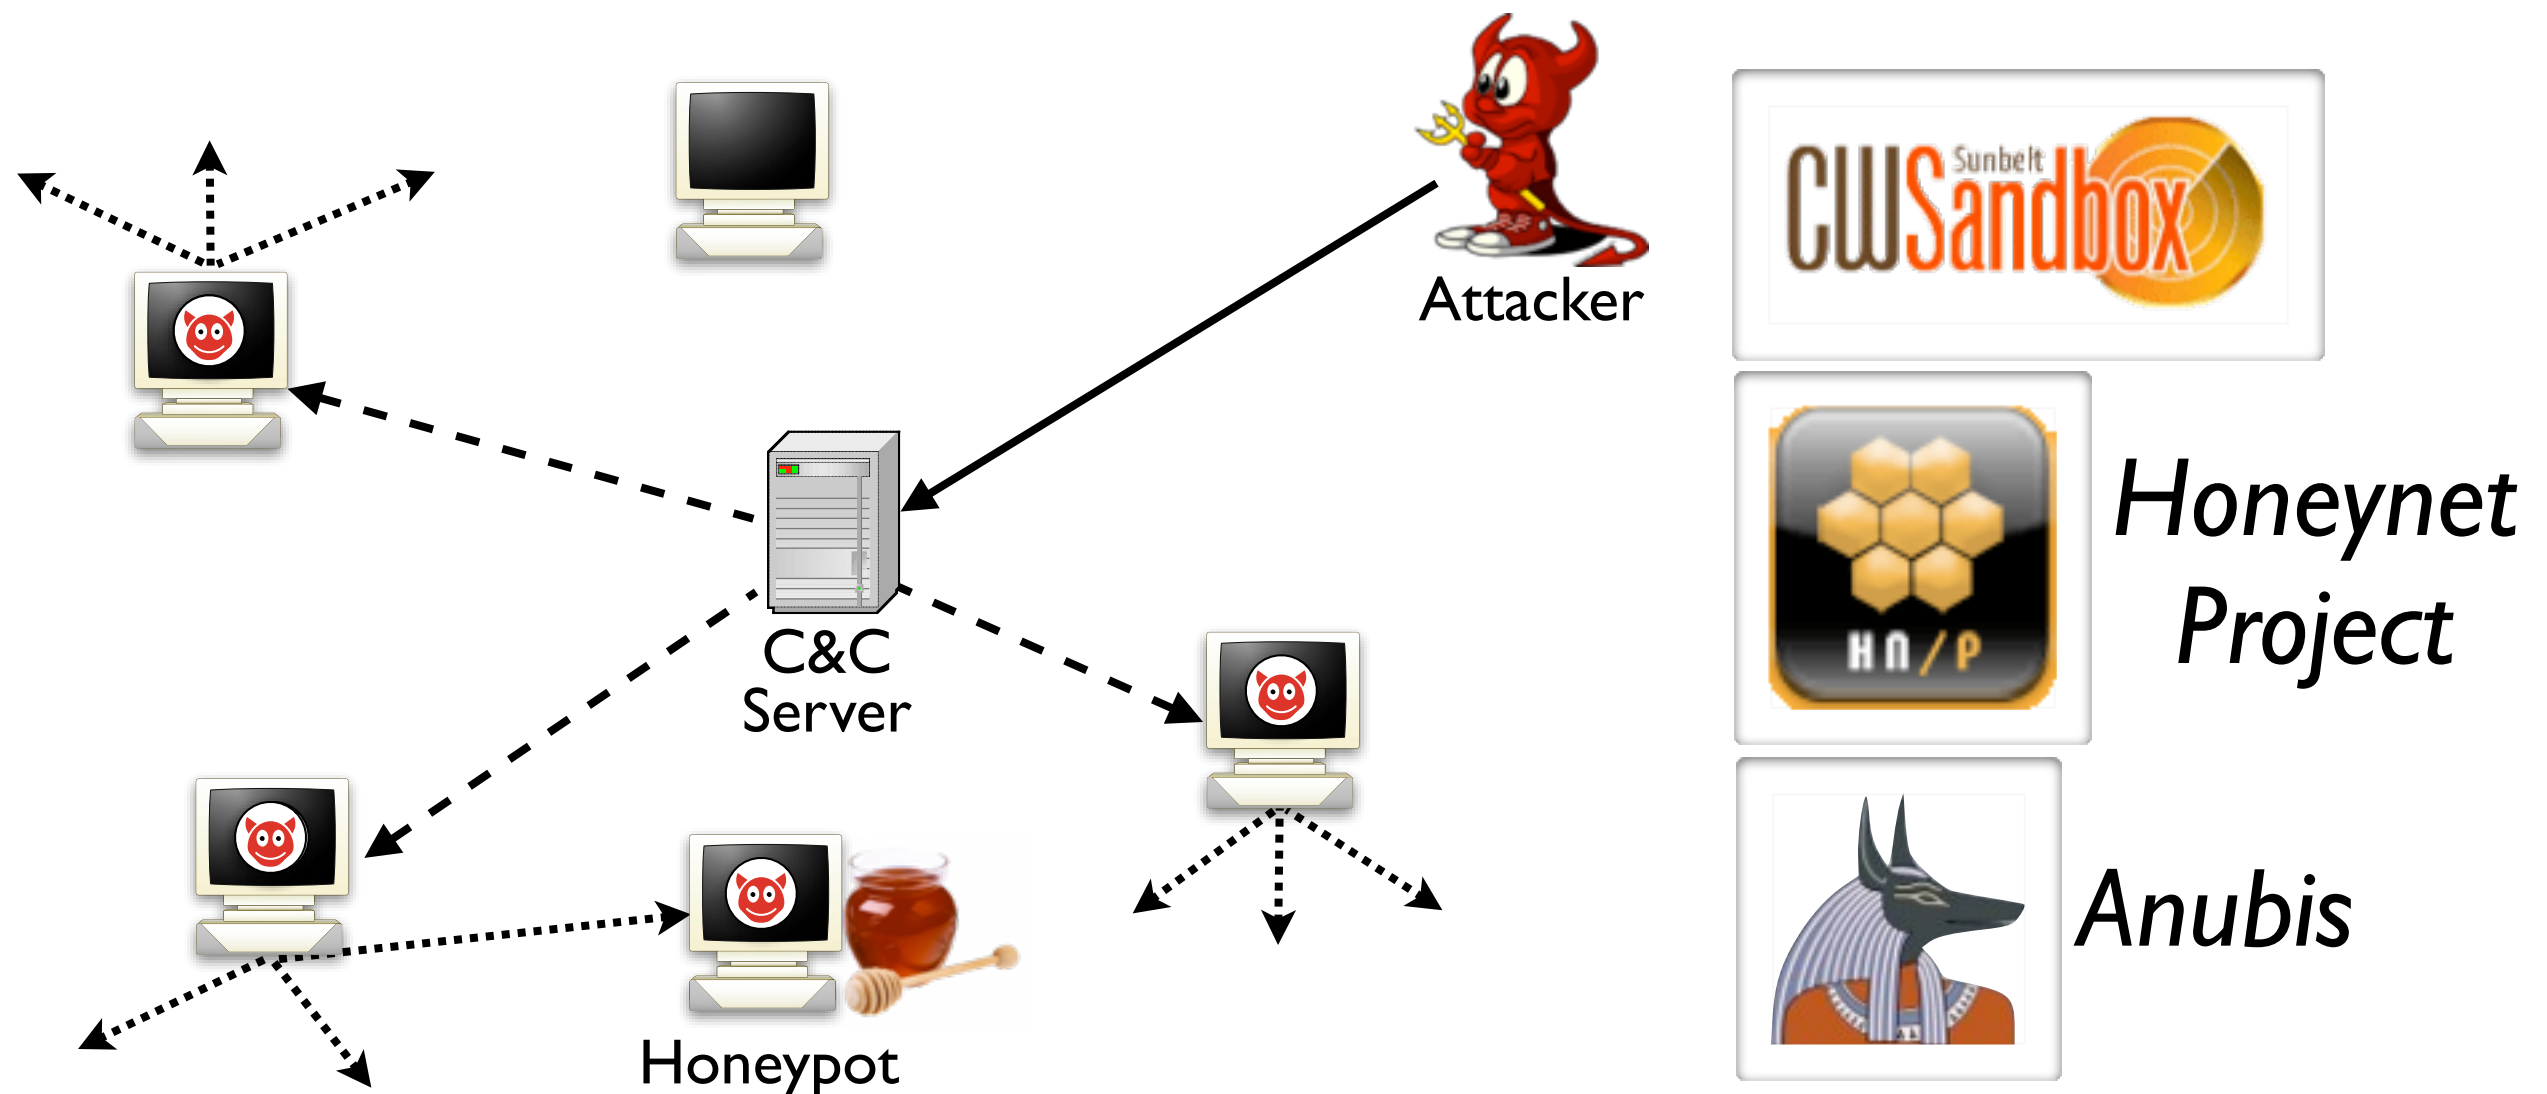 Attacker
C&C
Server
Honeypot
Sunbelt
CWSandbox
HN/P
Honeynet
Project
Anubis